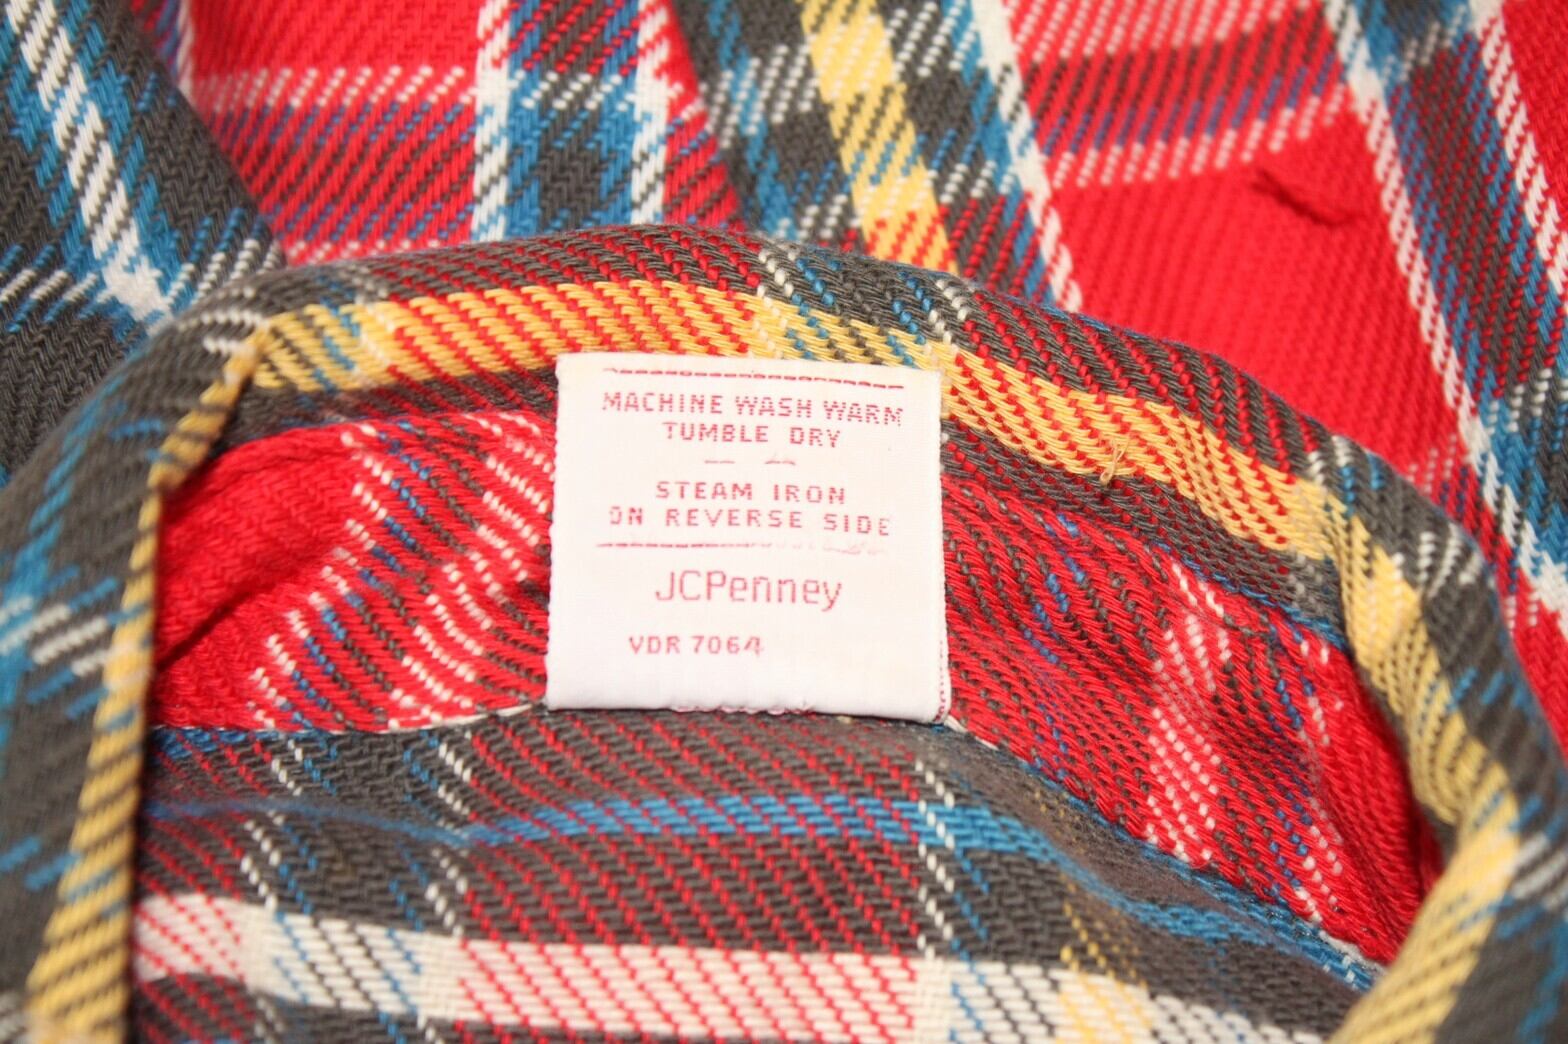 MACHINE WASH WARM
TUMBLE DRY
STEAM IRON
ON REVERSE SIDE
JCPenney
VDR 7064